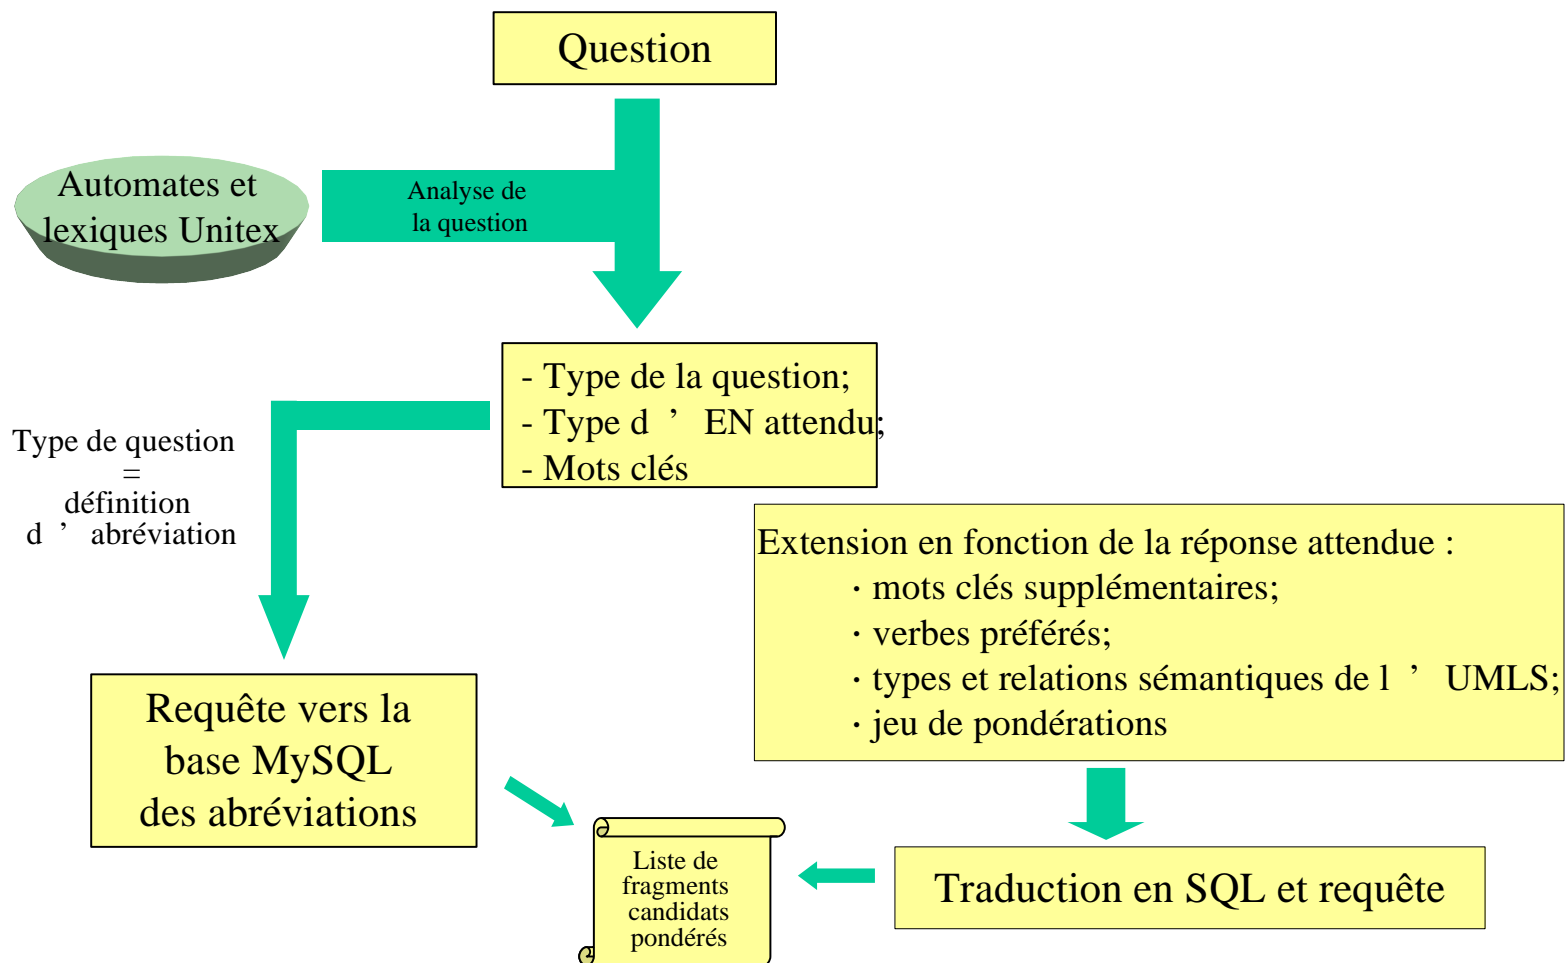 Question
Automates et
lexiques Unitex
Analyse de
la question
- Type de la question;
- Type d ’ EN attendu;
- Mots clés
Type de question
=
définition
d ’ abréviation
Extension en fonction de la réponse attendue :
· mots clés supplémentaires;
· verbes préférés;
· types et relations sémantiques de l ’ UMLS;
· jeu de pondérations
Requête vers la
base MySQL
des abréviations
Liste de
fragments
candidats
pondérés
Traduction en SQL et requête